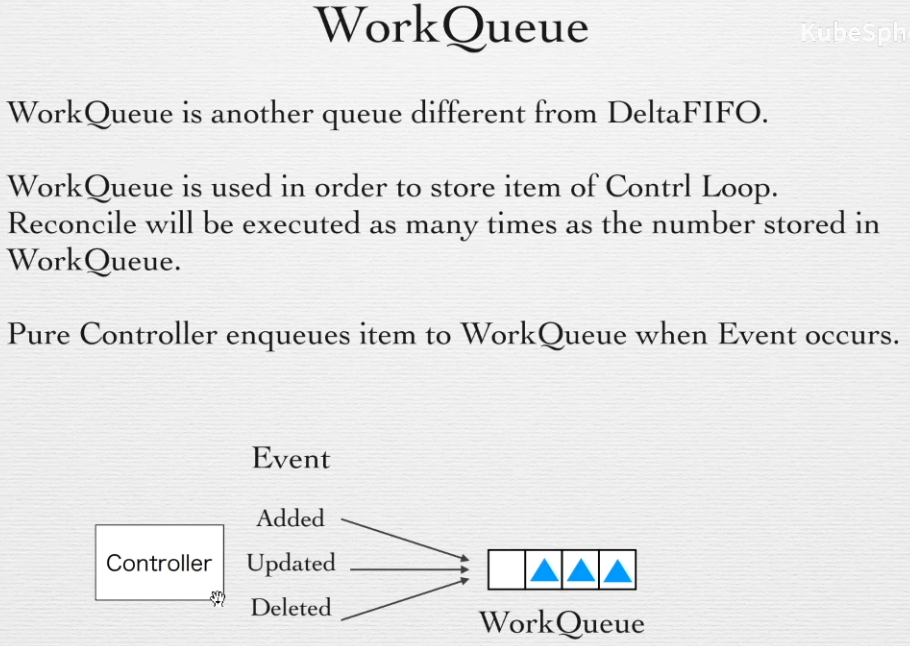 WorkQueue
KubeSph
WorkQueue is another queue different from DeltaFIFO.
WorkQueue is used in order to store item of Contrl Loop.
Reconcile will be executed as many times as the number stored in
WorkQueue.
Pure Controller enqueues item to WorkQueue when Event occurs.
Event
Added
Controller
Updated
Deleted
WorkQueue